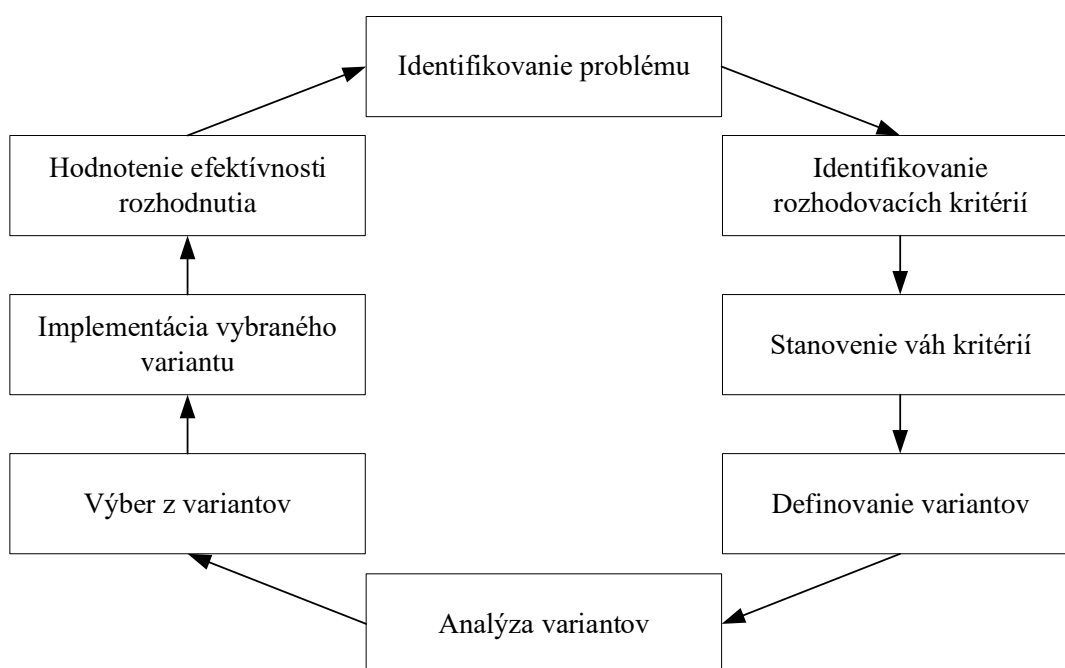 Identifikovanie problému
Identifikovanie
rozhodovacích kritérií
Stanovenie váh kritérií
Definovanie variantov
Analýza variantov
Výber z variantov
Implementácia vybraného
variantu
Hodnotenie efektívnosti
rozhodnutia